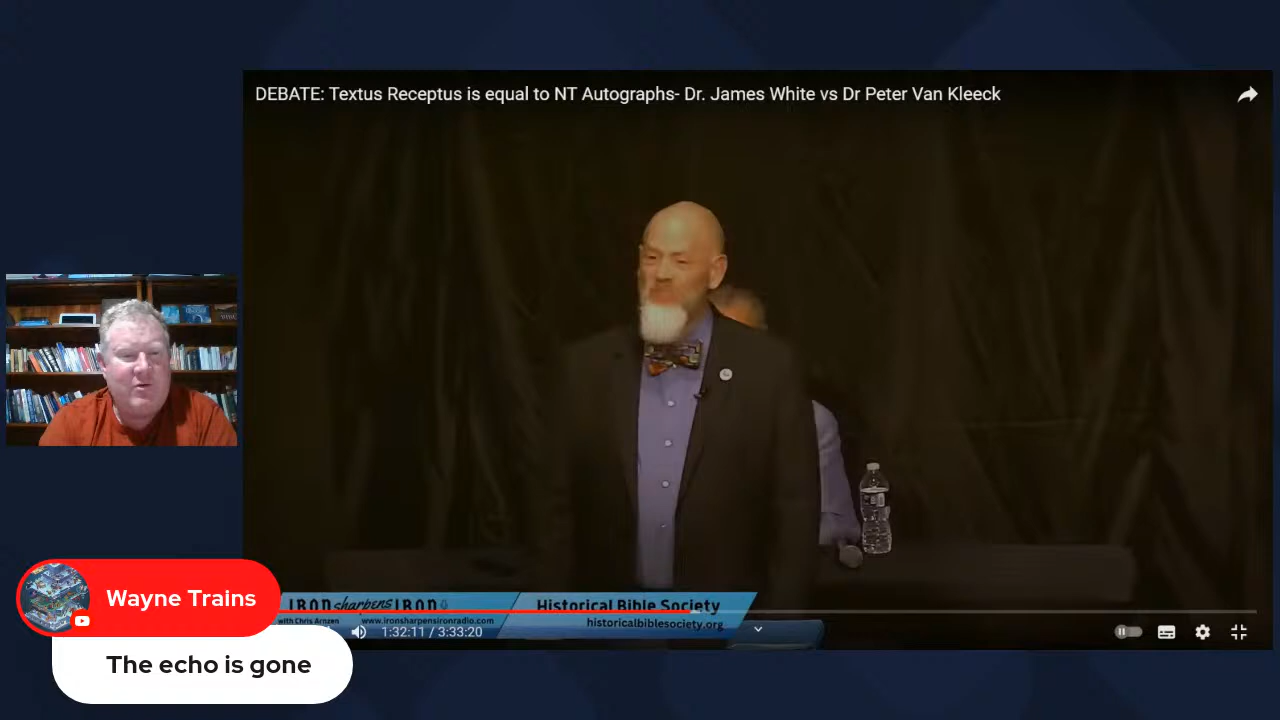 DEBATE: Textus Receptus is equal to NT Autographs- Dr. James White vs Dr Peter Van Kleeck
Wayne Trains
The echo is gone
IRON sharpens IRON
with Chris Arnzen www.ironsharpensironradio.com
Historical Bible Society
historicalbiblesociety.org
1:32:11 / 3:33:20